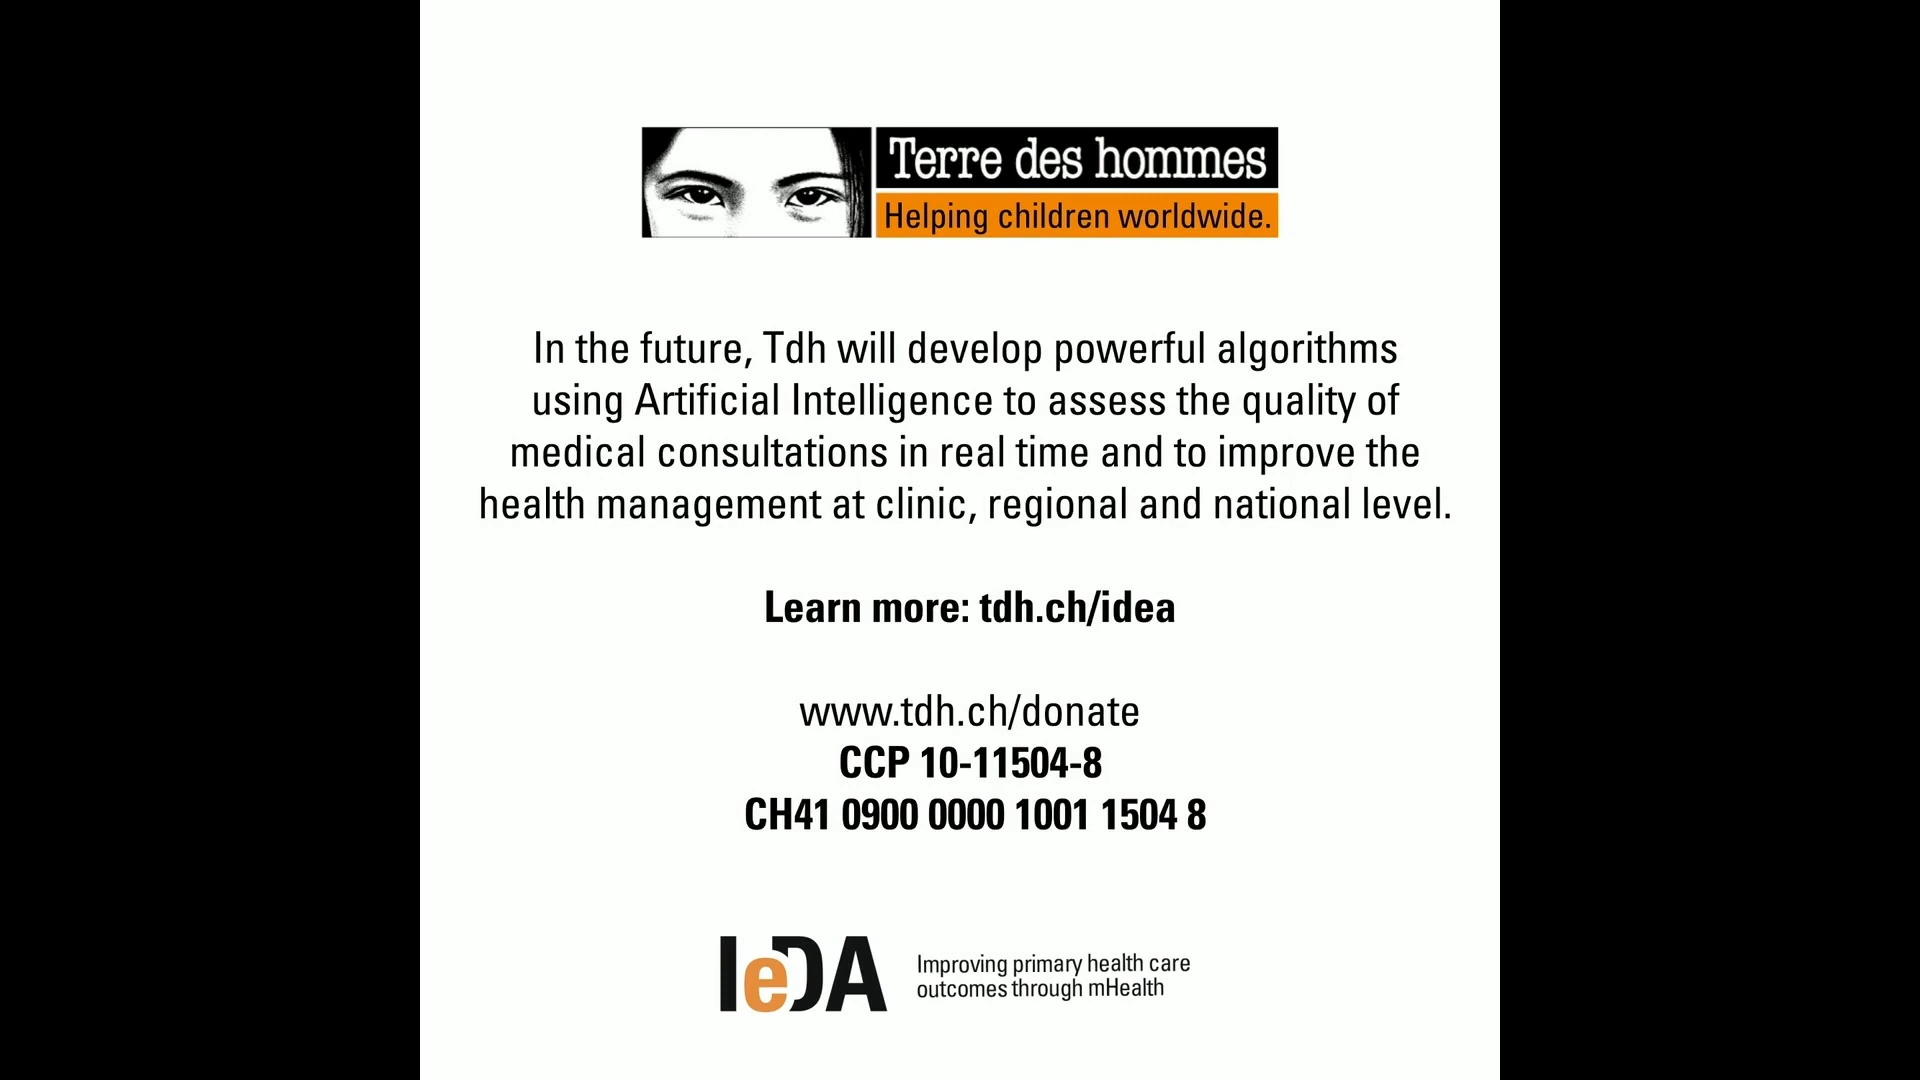 Terre des hommes
Helping children worldwide.
In the future, Tdh will develop powerful algorithms
using Artificial Intelligence to assess the quality of
medical consultations in real time and to improve the
health management at clinic, regional and national level.
Learn more: tdh.ch/idea
www.tdh.ch/donate
CCP 10-11504-8
CH41 0900 0000 1001 1504 8
IeDA
Improving primary health care
outcomes through mHealth